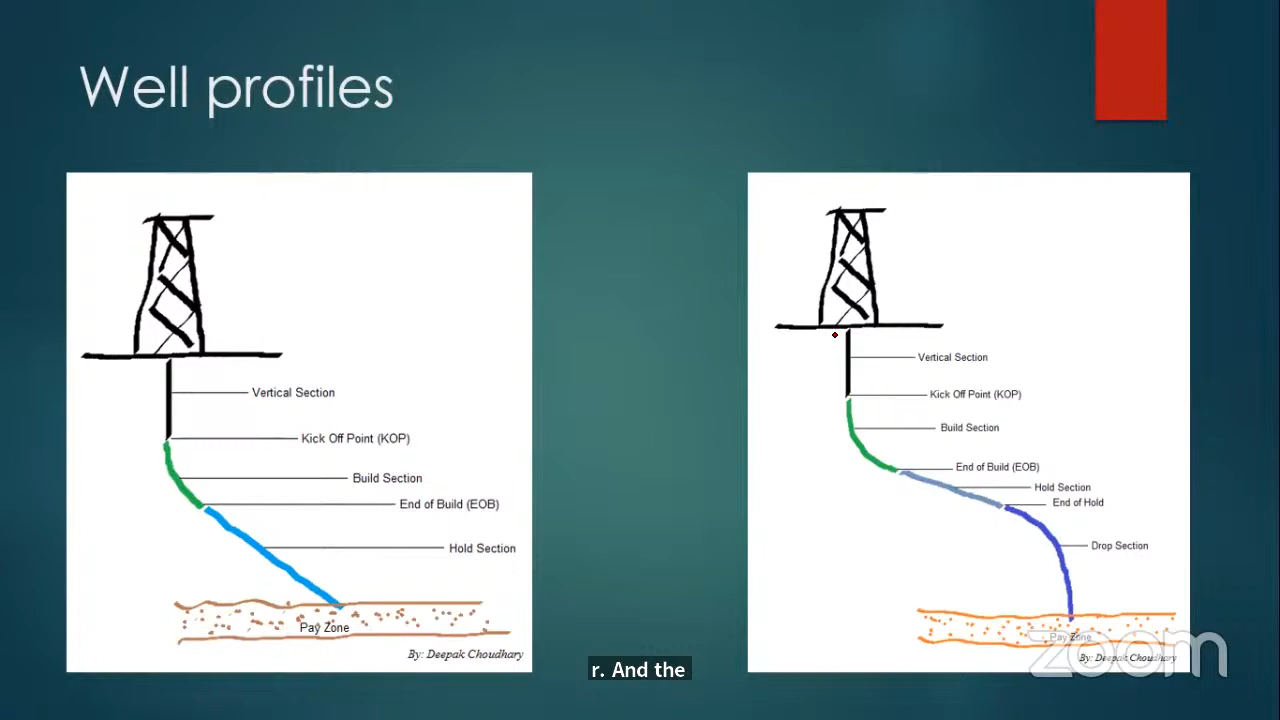 Well profiles
Vertical Section
Kick Off Point (KOP)
Build Section
End of Build (EOB)
Hold Section
Pay Zone
By: Deepak Choudhary
Vertical Section
Kick Off Point (KOP)
Build Section
End of Build (EOB)
Hold Section
End of Hold
Drop Section
Pay Zone
By: Deepak Choudhary
zoom
r. And the